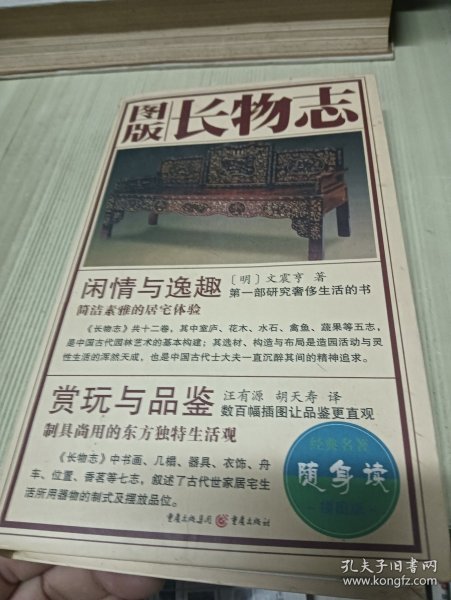 图版 长物志
闲情与逸趣
〔明〕文震亨 著
第一部研究奢侈生活的书
简洁素雅的居宅体验
《长物志》共十二卷，其中室庐、花木、水石、禽鱼、蔬果等五志，
是中国古代园林艺术的基本构建；其选材、构造与布局是造园活动与灵
性生活的浑然天成，也是中国古代士大夫一直沉醉其间的精神追求。
赏玩与品鉴
汪有源 胡天寿 译
数百幅插图让品鉴更直观
制具尚用的东方独特生活观
《长物志》中书画、几榻、器具、衣饰、舟
车、位置、香茗等七志，叙述了古代世家居宅生
活所用器物的制式及摆放品位。
经典名著
随身读
插图版
重庆出版集团 重庆出版社
孔夫子旧书网
www.kongfz.com